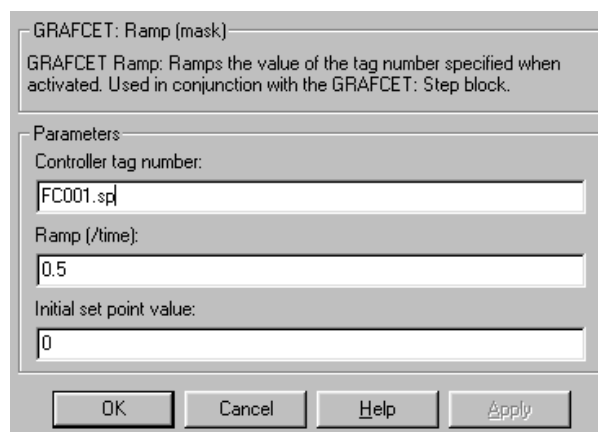 GRAFCET: Ramp (mask)
GRAFCET Ramp: Ramps the value of the tag number specified when
activated. Used in conjunction with the GRAFCET: Step block.
Parameters
Controller tag number:
FC001.sp
Ramp (/time):
0.5
Initial set point value:
0
OK Cancel Help Apply